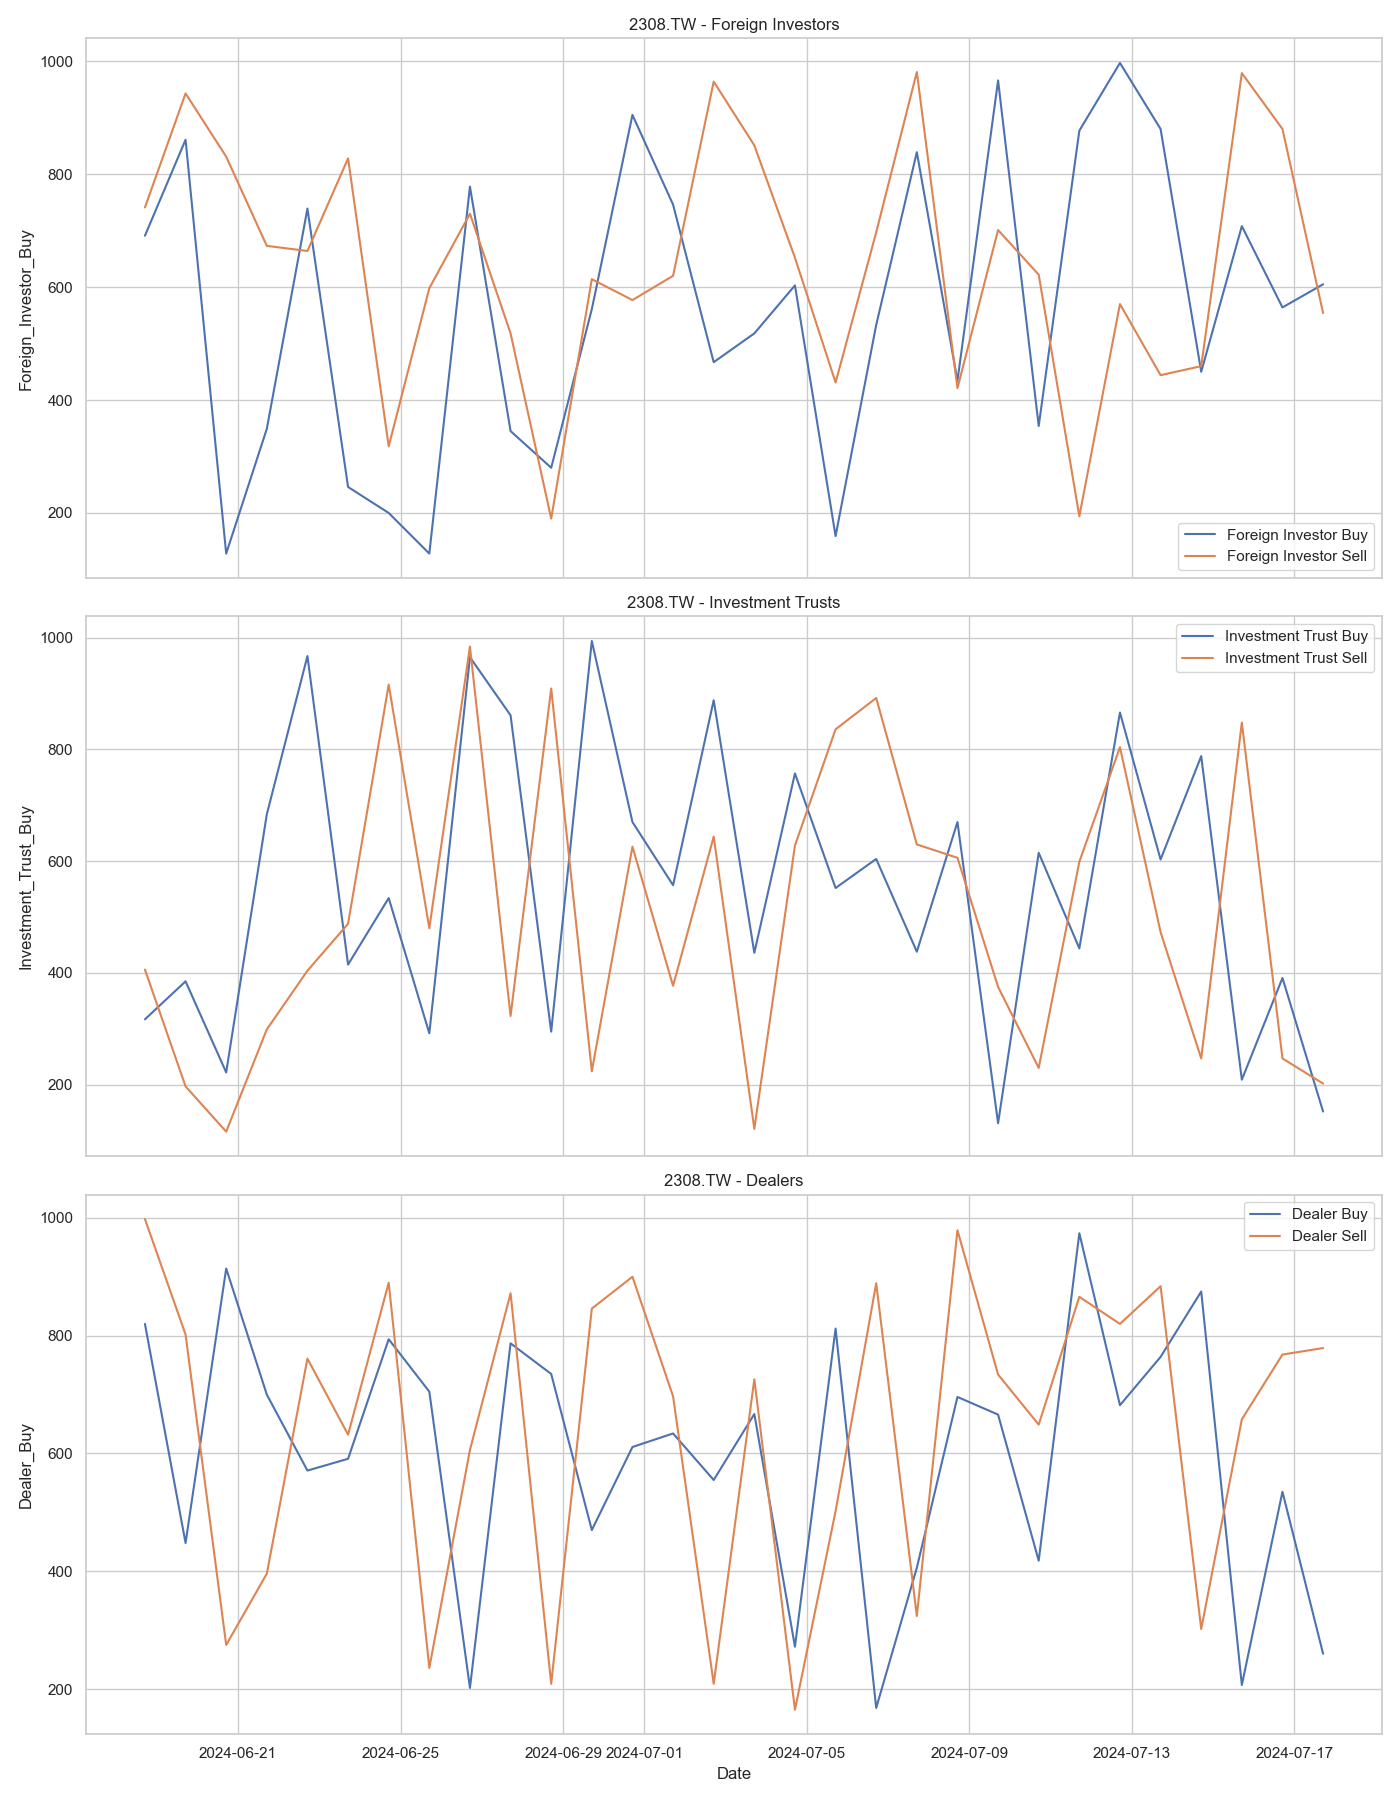 2308.TW - Foreign Investors
1000
800
600
400
200
Foreign_Investor_Buy
Foreign Investor Buy
Foreign Investor Sell
2308.TW - Investment Trusts
1000
800
600
400
200
Investment_Trust_Buy
Investment Trust Buy
Investment Trust Sell
2308.TW - Dealers
1000
800
600
400
200
Dealer_Buy
Dealer Buy
Dealer Sell
2024-06-21 2024-06-25 2024-06-29 2024-07-01 2024-07-05 2024-07-09 2024-07-13 2024-07-17
Date